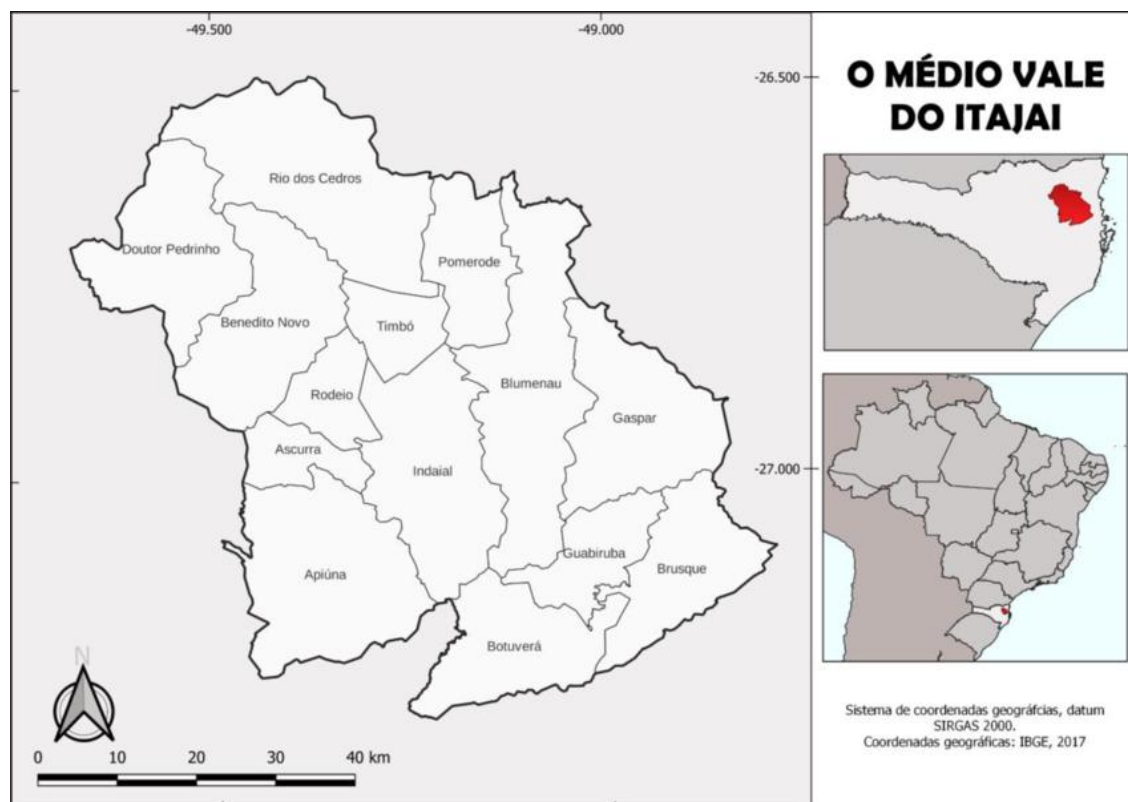 -49.500
-49.000
-26.500
O MÉDIO VALE
DO ITAJAI
Rio dos Cedros
Doutor Pedrinho
Pomerode
Benedito Novo
Timbó
Blumenau
Rodeio
Gaspar
Ascurra
Indaial
-27.000
Guabiruba
Brusque
Apiúna
Botuverá
N
0 10 20 30 40 km
Sistema de coordenadas geográfcias, datum
SIRGAS 2000.
Coordenadas geográficas: IBGE, 2017